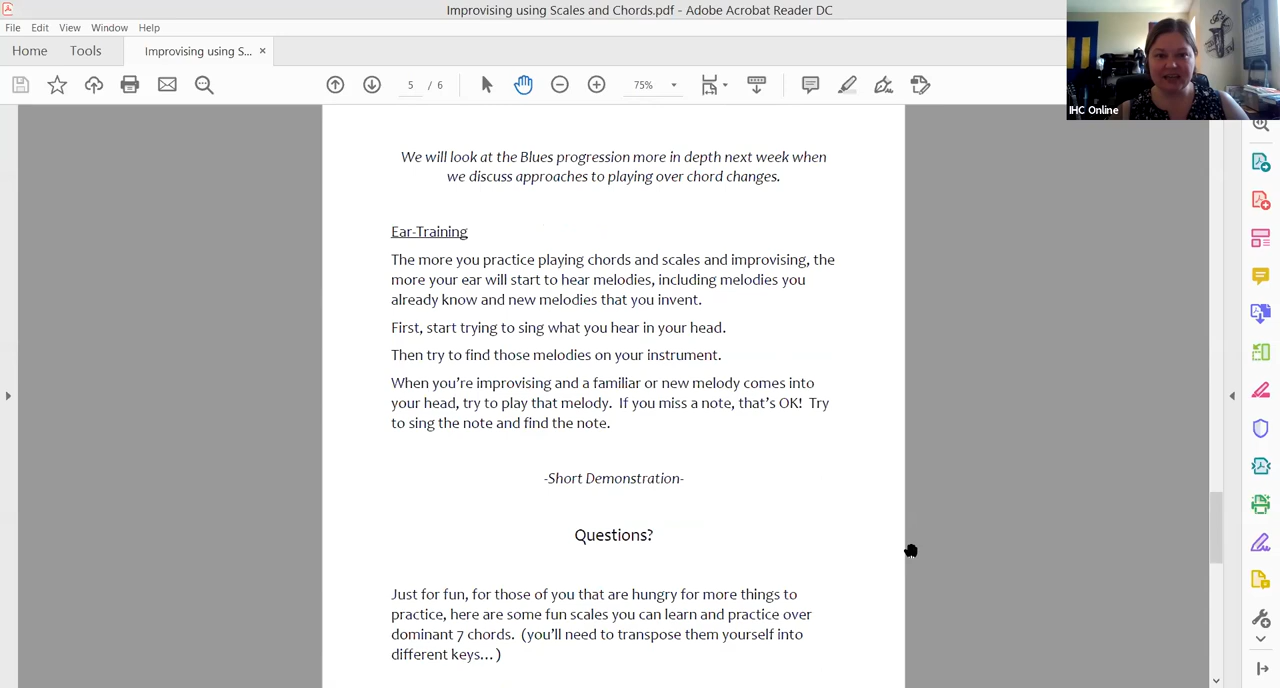 Improvising using Scales and Chords.pdf - Adobe Acrobat Reader DC
File Edit View Window Help
Home Tools Improvising using S... ×
5 / 6 75%
IHC Online
We will look at the Blues progression more in depth next week when
we discuss approaches to playing over chord changes.
Ear-Training
The more you practice playing chords and scales and improvising, the
more your ear will start to hear melodies, including melodies you
already know and new melodies that you invent.
First, start trying to sing what you hear in your head.
Then try to find those melodies on your instrument.
When you're improvising and a familiar or new melody comes into
your head, try to play that melody. If you miss a note, that's OK! Try
to sing the note and find the note.
-Short Demonstration-
Questions?
Just for fun, for those of you that are hungry for more things to
practice, here are some fun scales you can learn and practice over
dominant 7 chords. (you'll need to transpose them yourself into
different keys...)